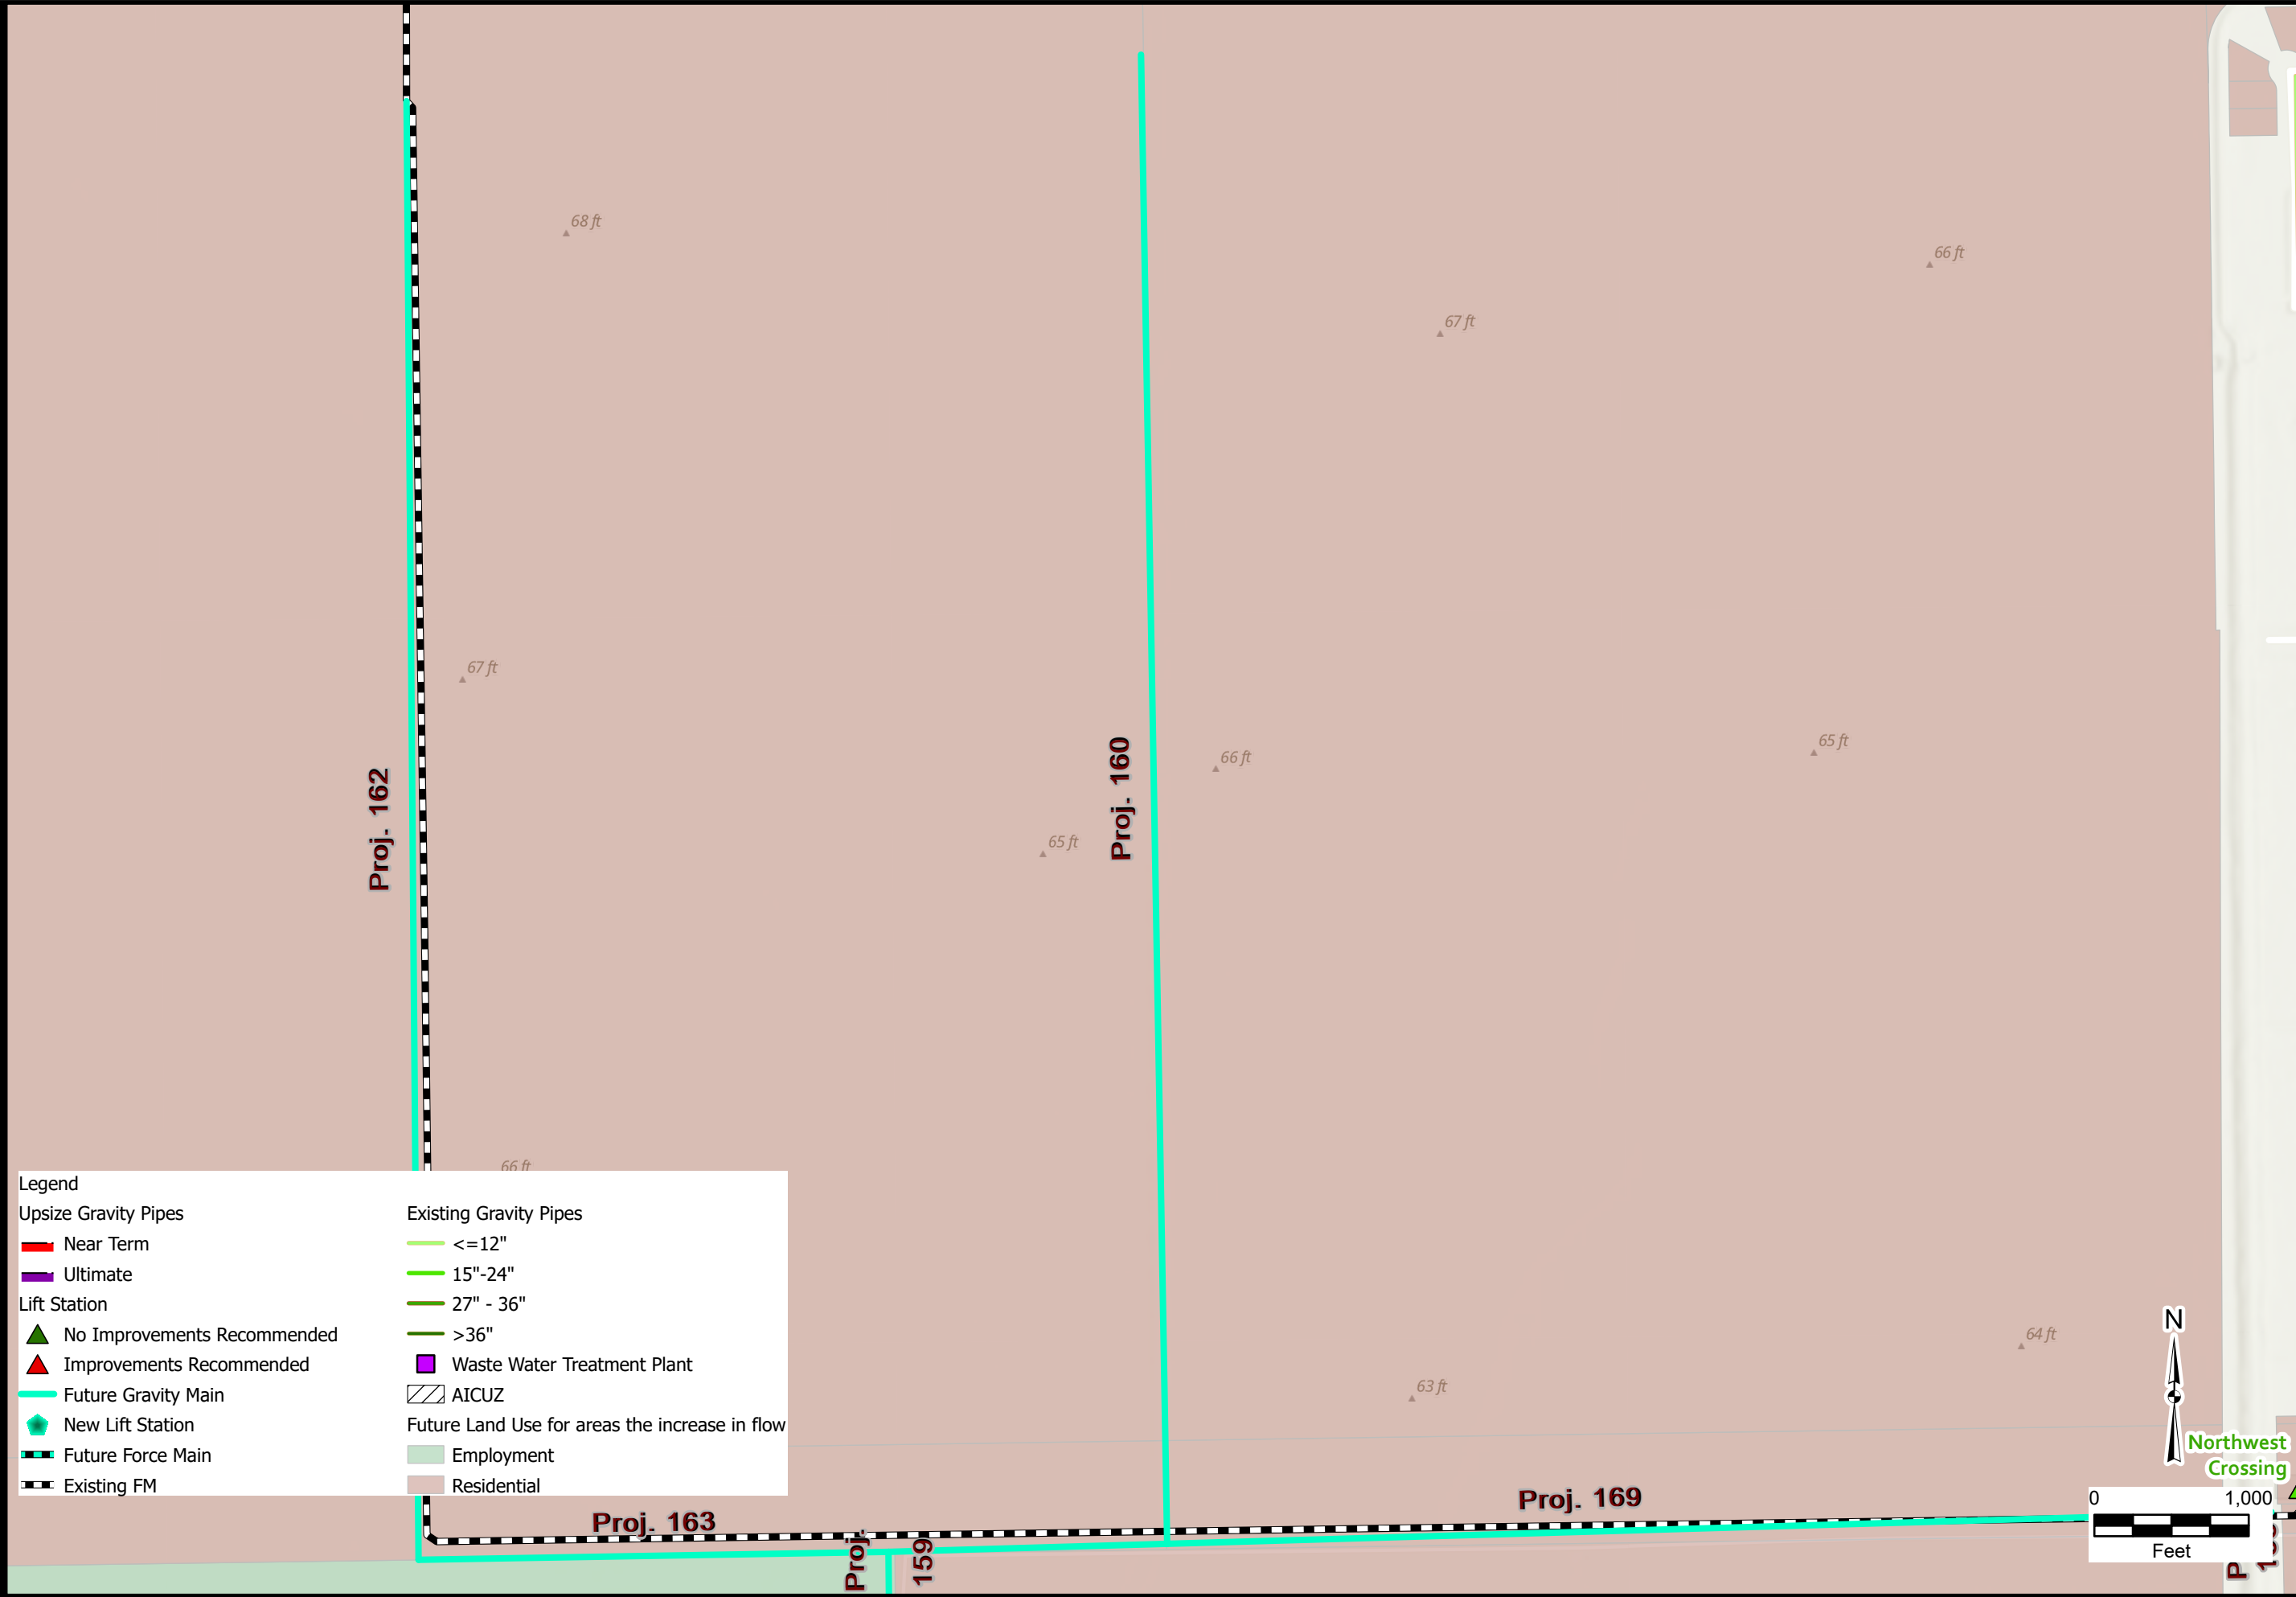 68 ft
66 ft
67 ft
67 ft
Proj. 162
Proj. 160
66 ft
65 ft
65 ft
66 ft
Legend
Upsize Gravity Pipes
Near Term
Ultimate
Lift Station
No Improvements Recommended
Improvements Recommended
Future Gravity Main
New Lift Station
Future Force Main
Existing FM
Existing Gravity Pipes
<=12"
15"-24"
27" - 36"
>36"
Waste Water Treatment Plant
AICUZ
Future Land Use for areas the increase in flow
Employment
Residential
63 ft
64 ft
N
Northwest
Crossing
0 1,000
Feet
Proj. 163
Proj. 169
Proj.
159
P